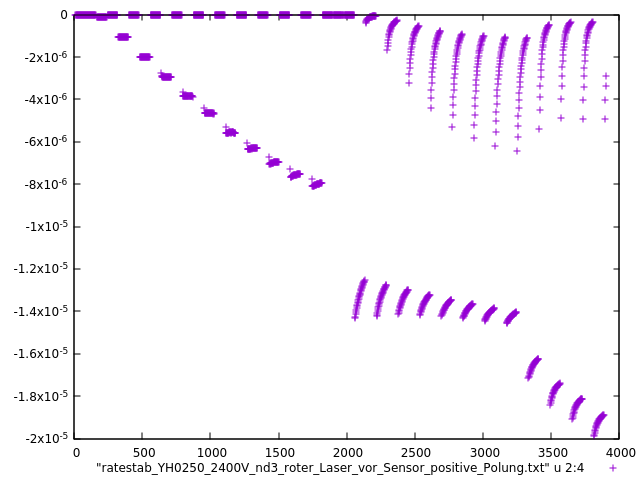 0
-2x10-6
-4x10-6
-6x10-6
-8x10-6
-1x10-5
-1.2x10-5
-1.4x10-5
-1.6x10-5
-1.8x10-5
-2x10-5
0 500 1000 1500 2000 2500 3000 3500 4000
"ratestab_YH0250_2400V_nd3_roter_Laser_vor_Sensor_positive_Polung.txt" u 2:4